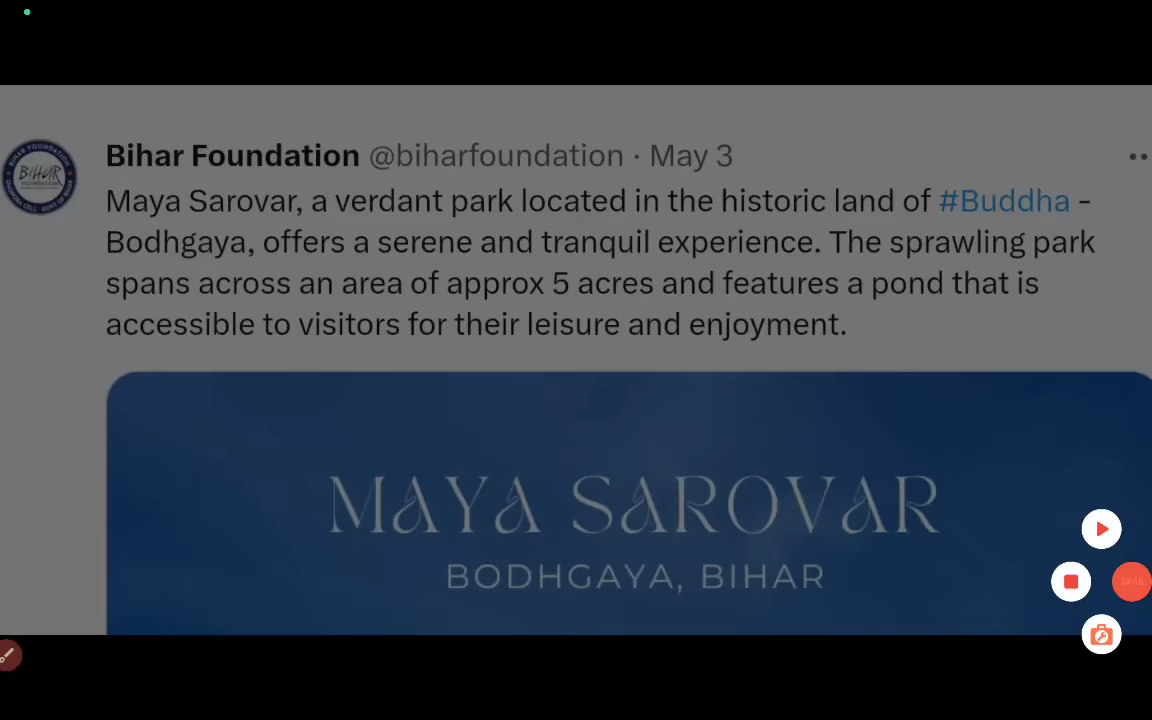 Bihar Foundation @biharfoundation · May 3
Maya Sarovar, a verdant park located in the historic land of #Buddha -
Bodhgaya, offers a serene and tranquil experience. The sprawling park
spans across an area of approx 5 acres and features a pond that is
accessible to visitors for their leisure and enjoyment.
MAYA SAROVAR
BODHGAYA, BIHAR
24:16